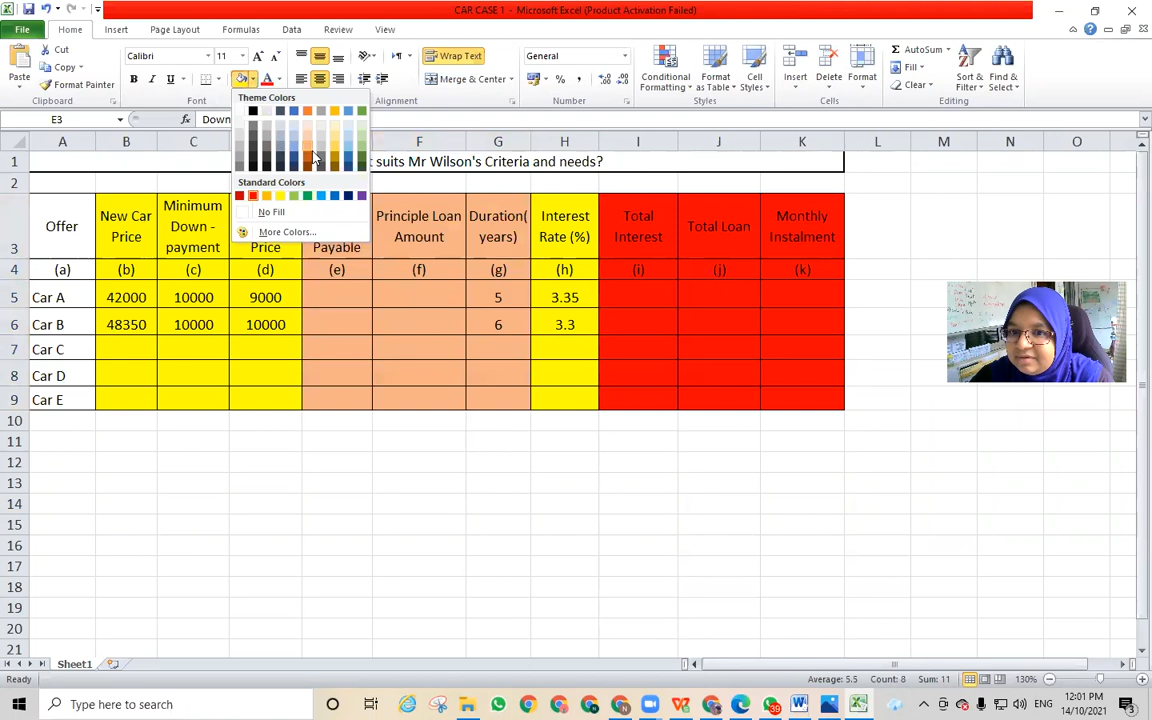 CAR CASE 1 - Microsoft Excel (Product Activation Failed)
File Home Insert Page Layout Formulas Data Review View
Paste
Cut
Copy
Format Painter
Clipboard
Calibri 11
B I U
Font
Wrap Text
Merge & Center
Alignment
General
%
Number
Conditional Formatting
Format as Table
Cell Styles
Styles
Insert Delete Format
Cells
AutoSum
Fill
Clear
Sort & Filter
Find & Select
Editing
E3
fx
Down
Theme Colors
Standard Colors
No Fill
More Colors...
A B C F G H I J K L M N O
1 t suits Mr Wilson's Criteria and needs?
2
3 Offer New Car Price Minimum Down - payment Price Payable Principle Loan Amount Duration( years) Interest Rate (%) Total Interest Total Loan Monthly Instalment
4 (a) (b) (c) (d) (e) (f) (g) (h) (i) (j) (k)
5 Car A 42000 10000 9000 5 3.35
6 Car B 48350 10000 10000 6 3.3
7 Car C
8 Car D
9 Car E
10
11
12
13
14
15
16
17
18
19
20
21
Sheet1
Ready
Average: 5.5 Count: 8 Sum: 11 130%
Type here to search
39
ENG
12:01 PM
14/10/2021
3